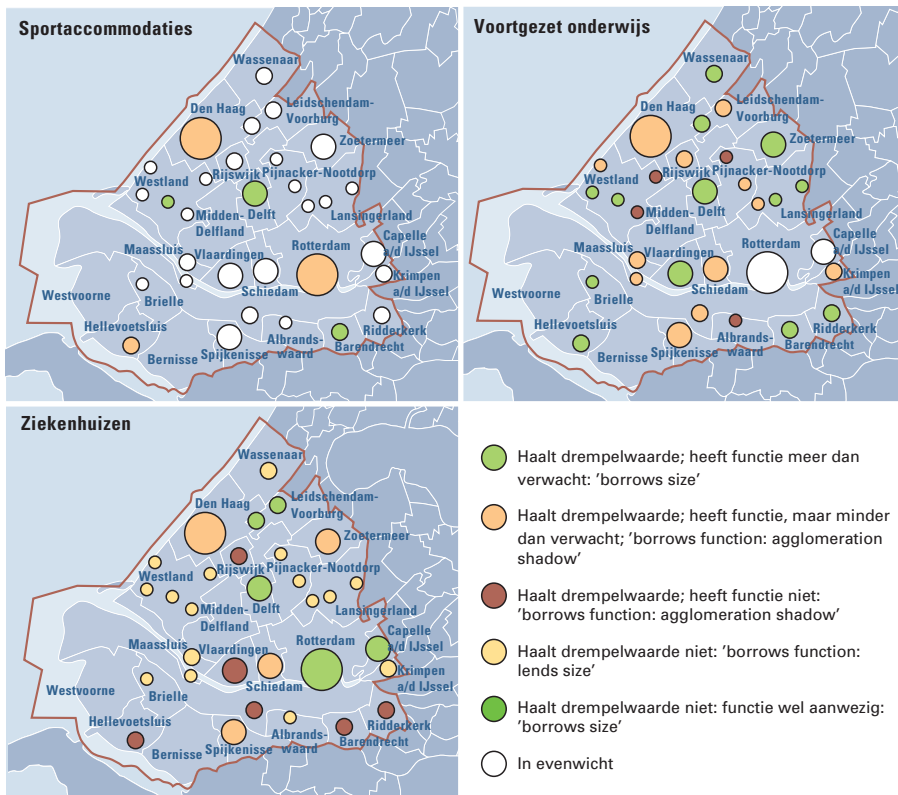 Sportaccommodaties
Wassenaar
Den Haag
Leidschendam-
Voorburg
Zoetermeer
Rijswijk
Pijnacker-Nootdorp
Westland
Midden-
Delfland
Delft
Lansingerland
Capelle
a/d IJssel
Maassluis
Vlaardingen
Rotterdam
Krimpen
a/d IJssel
Schiedam
Westvoorne
Brielle
Hellevoetsluis
Bernisse
Spijkenisse
Albrands-
waard
Barendrecht
Ridderkerk
Voortgezet onderwijs
Wassenaar
Den Haag
Leidschendam-
Voorburg
Zoetermeer
Rijswijk
Pijnacker-Nootdorp
Westland
Midden-
Delfland
Delft
Lansingerland
Capelle
a/d IJssel
Maassluis
Vlaardingen
Rotterdam
Krimpen
a/d IJssel
Schiedam
Westvoorne
Brielle
Hellevoetsluis
Bernisse
Spijkenisse
Albrands-
waard
Barendrecht
Ridderkerk
Ziekenhuizen
Wassenaar
Den Haag
Leidschendam-
Voorburg
Zoetermeer
Rijswijk
Pijnacker-Nootdorp
Westland
Midden-
Delfland
Delft
Lansingerland
Capelle
a/d IJssel
Maassluis
Vlaardingen
Rotterdam
Krimpen
a/d IJssel
Schiedam
Westvoorne
Brielle
Hellevoetsluis
Bernisse
Spijkenisse
Albrands-
waard
Barendrecht
Ridderkerk
Haalt drempelwaarde; heeft functie meer dan
verwacht: 'borrows size'
Haalt drempelwaarde; heeft functie, maar minder
dan verwacht; 'borrows function: agglomeration
shadow'
Haalt drempelwaarde; heeft functie niet:
'borrows function: agglomeration shadow'
Haalt drempelwaarde niet: 'borrows function:
lends size'
Haalt drempelwaarde niet: functie wel aanwezig:
'borrows size'
In evenwicht